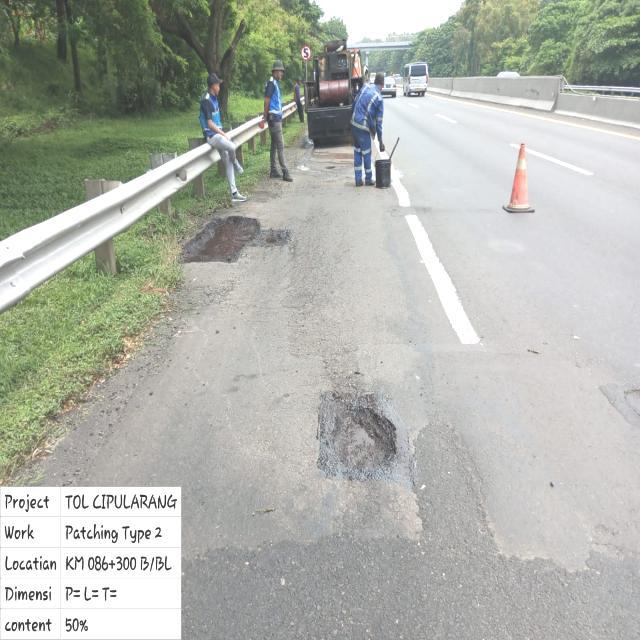 S
Project TOL CIPULARANG
Work Patching Type 2
Location KM 086+300 B/BL
Dimensi P= L= T=
content 50%